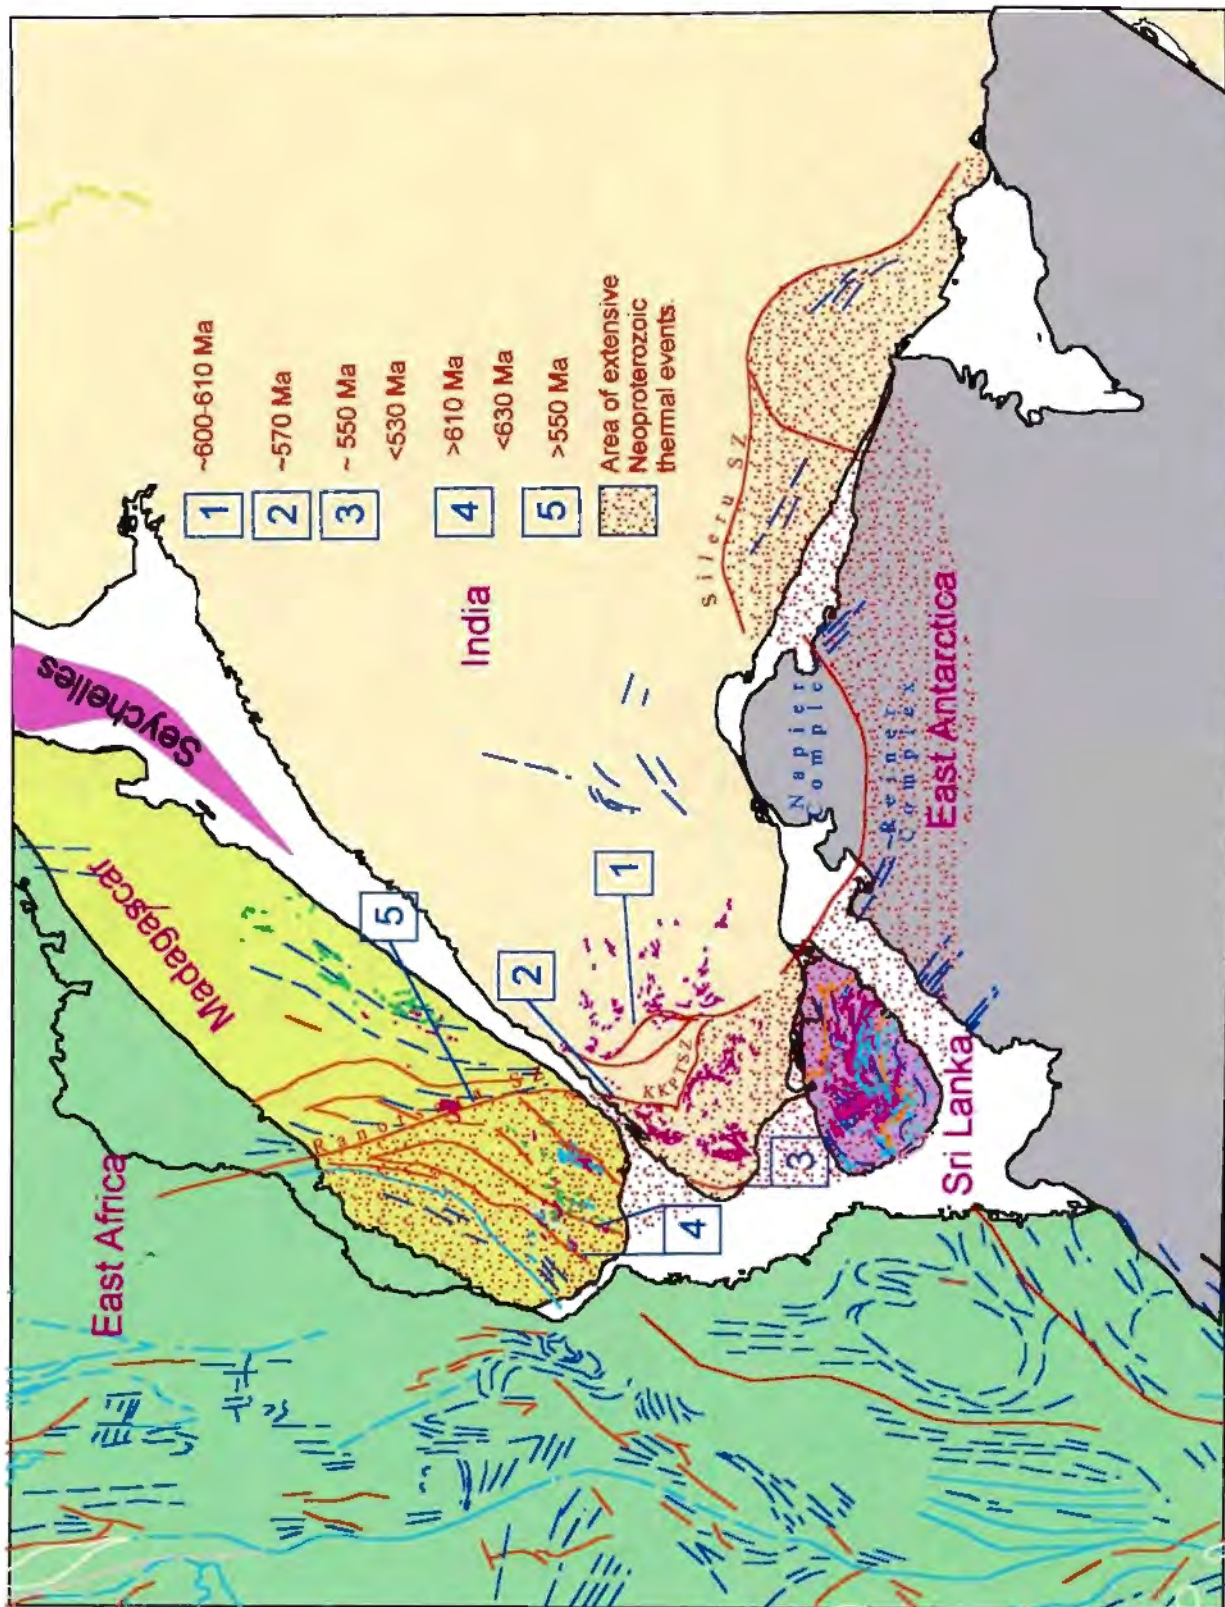 East Africa
Madagascar
Seychelles
India
Sri Lanka
East Antarctica
Napier
Complex
Rejner
Complex
Sileru SZ
KKPTSZ
1
2
3
4
5
1
~600-610 Ma
2
~570 Ma
3
~ 550 Ma
<530 Ma
4
>610 Ma
<630 Ma
5
>550 Ma
Area of extensive
Neoproterozoic
thermal events.